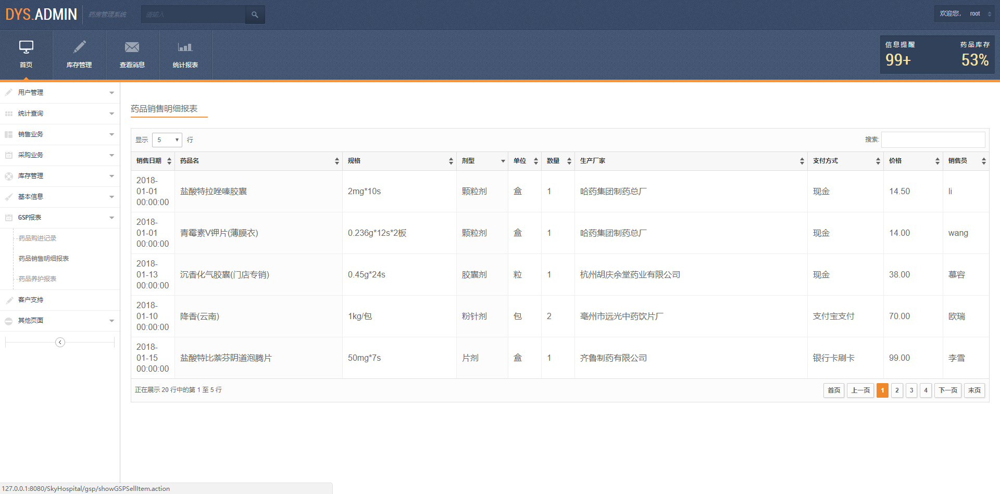 DYS.ADMIN 药房管理系统 请输入 欢迎您, root
首页 库存管理 查看消息 统计报表
信息提醒 药品库存
99+ 53%
用户管理
统计查询
销售业务
采购业务
库存管理
基本信息
GSP报表
药品购进记录
药品销售明细报表
药品养护报表
客户支持
其他页面
药品销售明细报表
显示 5 行 搜索:
销售日期 药品名 规格 剂型 单位 数量 生产厂家 支付方式 价格 销售员
2018-01-01 00:00:00 盐酸特拉唑嗪胶囊 2mg*10s 颗粒剂 盒 1 哈药集团制药总厂 现金 14.50 li
2018-01-01 00:00:00 青霉素V钾片(薄膜衣) 0.236g*12s*2板 颗粒剂 盒 1 哈药集团制药总厂 现金 14.00 wang
2018-01-13 00:00:00 沉香化气胶囊(门店专销) 0.45g*24s 胶囊剂 粒 1 杭州胡庆余堂药业有限公司 现金 38.00 慕容
2018-01-10 00:00:00 降香(云南) 1kg/包 粉针剂 包 2 亳州市远光中药饮片厂 支付宝支付 70.00 欧瑞
2018-01-15 00:00:00 盐酸特比萘芬阴道泡腾片 50mg*7s 片剂 盒 1 齐鲁制药有限公司 银行卡刷卡 99.00 李雪
正在展示 20 行中的第 1 至 5 行 首页 上一页 1 2 3 4 下一页 末页
127.0.0.1:8080/SkyHospital/gsp/showGSPSellItem.action